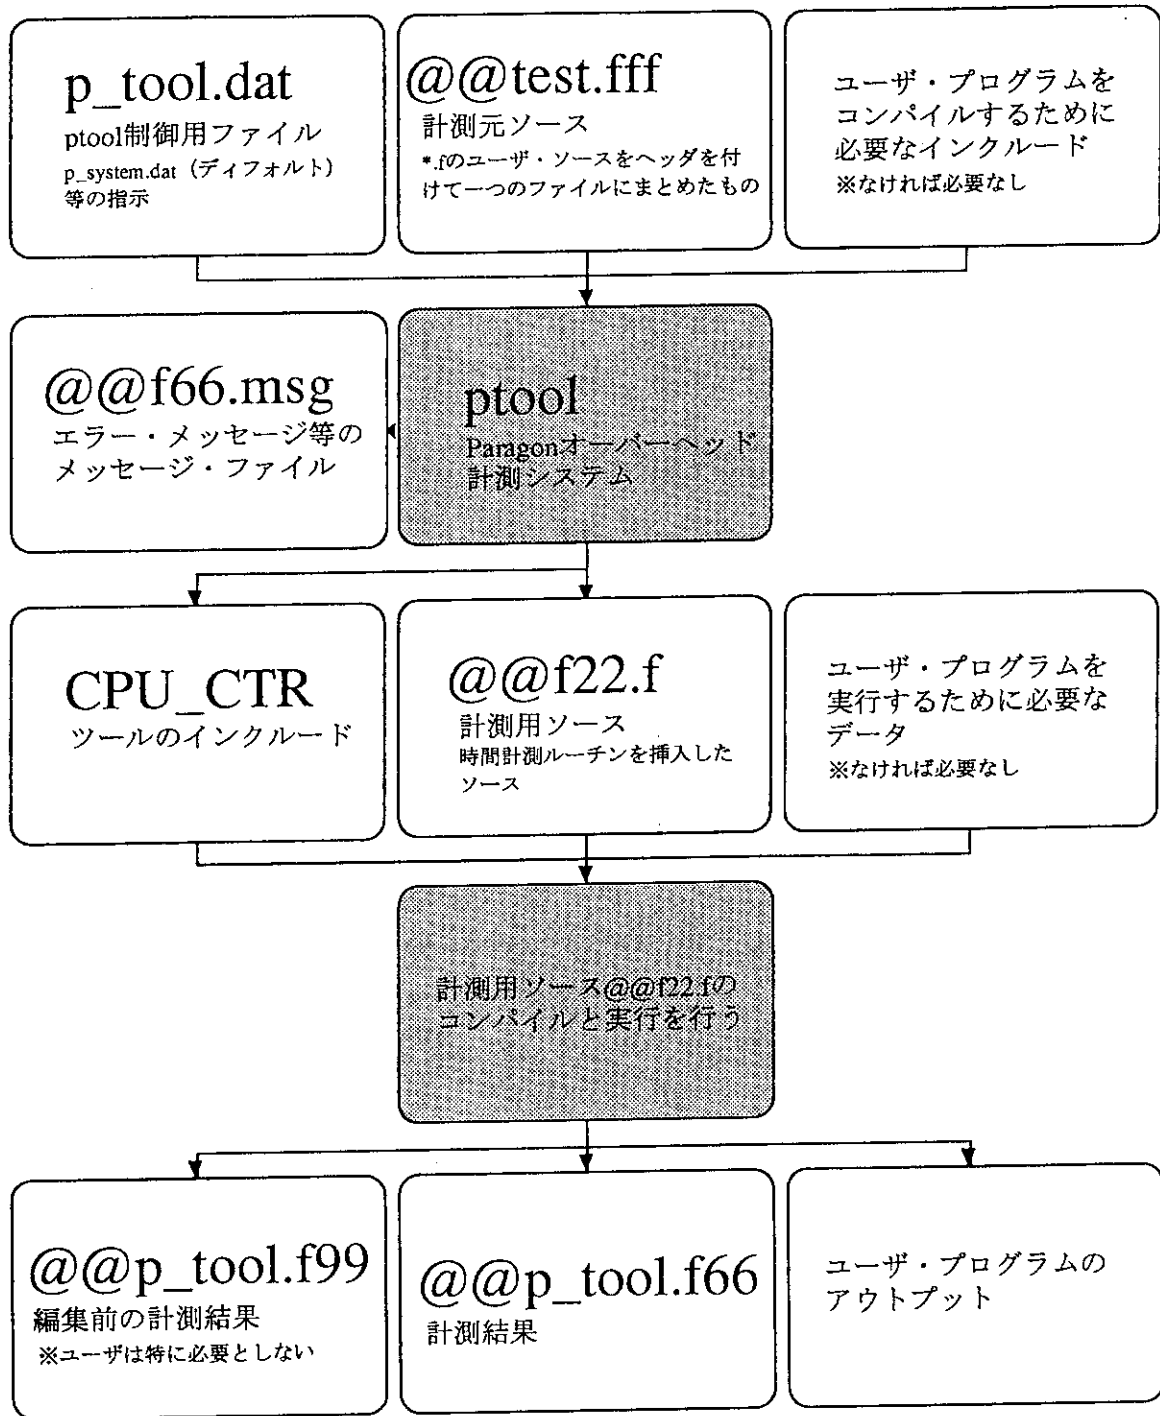 p_tool.dat
ptool制御用ファイル
p_system.dat（ディフォルト）
等の指示
@@test.fff
計測元ソース
*.fのユーザ・ソースをヘッダを付
けて一つのファイルにまとめたもの
ユーザ・プログラムを
コンパイルするために
必要なインクルード
※なければ必要なし
@@f66.msg
エラー・メッセージ等の
メッセージ・ファイル
ptool
Paragonオーバーヘッド
計測システム
CPU_CTR
ツールのインクルード
@@f22.f
計測用ソース
時間計測ルーチンを挿入した
ソース
ユーザ・プログラムを
実行するために必要な
データ
※なければ必要なし
計測用ソース@@f22.fの
コンパイルと実行を行う
@@p_tool.f99
編集前の計測結果
※ユーザは特に必要としない
@@p_tool.f66
計測結果
ユーザ・プログラムの
アウトプット